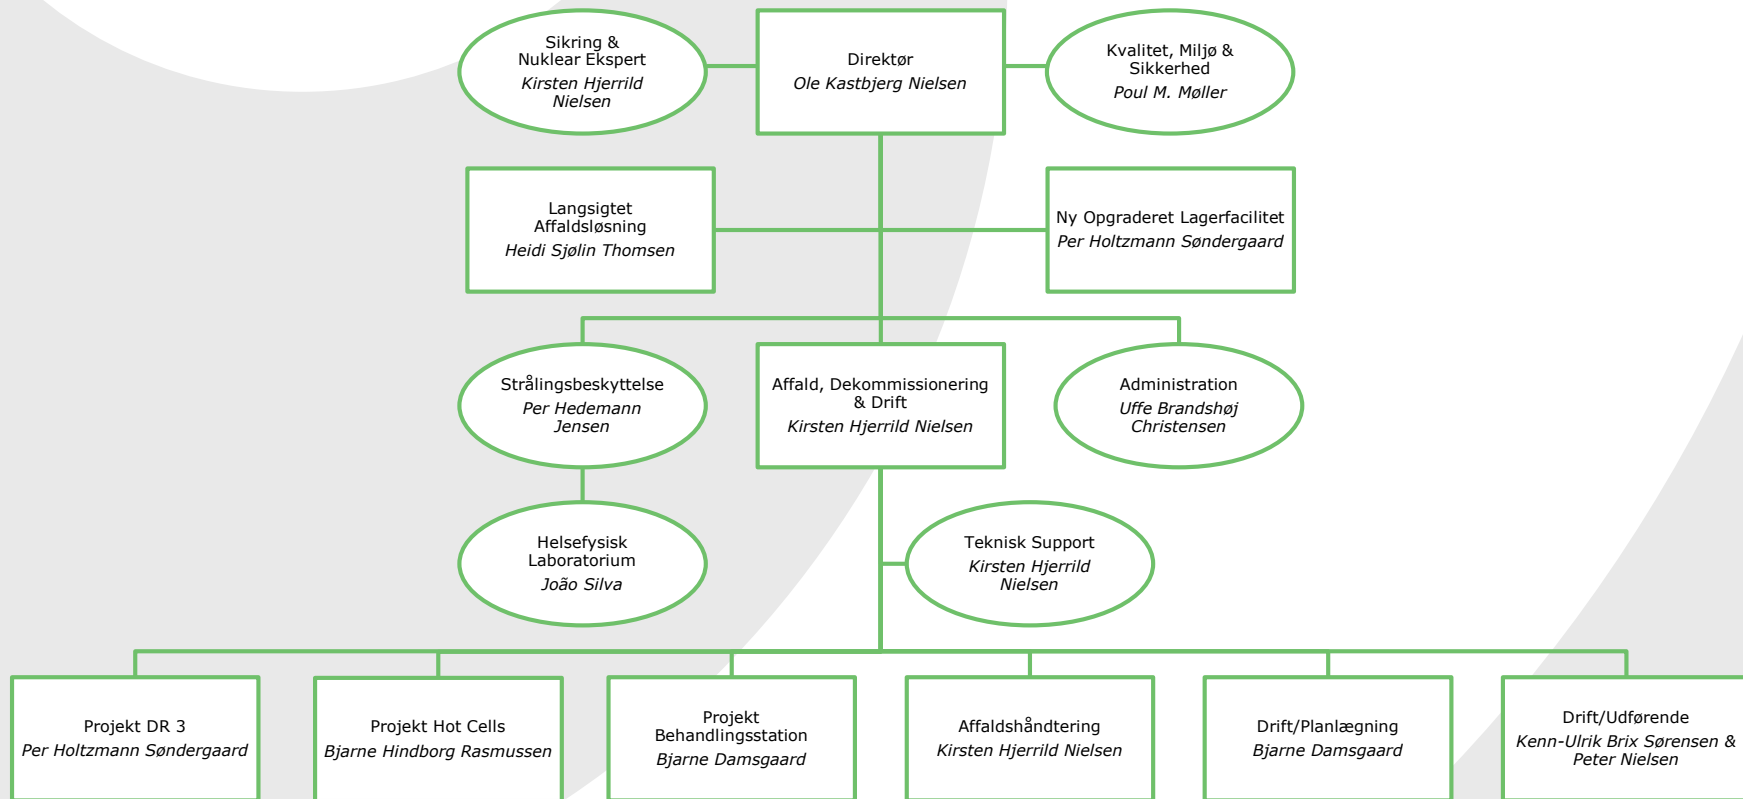 Sikring &
Nuklear Ekspert
Kirsten Hjerrild
Nielsen
Direktør
Ole Kastbjerg Nielsen
Kvalitet, Miljø &
Sikkerhed
Poul M. Møller
Langsigtet
Affaldsløsning
Heidi Sjølin Thomsen
Ny Opgraderet Lagerfacilitet
Per Holtzmann Søndergaard
Strålingsbeskyttelse
Per Hedemann
Jensen
Affald, Dekommissionering
& Drift
Kirsten Hjerrild Nielsen
Administration
Uffe Brandshøj
Christensen
Helsefysisk
Laboratorium
João Silva
Teknisk Support
Kirsten Hjerrild
Nielsen
Projekt DR 3
Per Holtzmann Søndergaard
Projekt Hot Cells
Bjarne Hindborg Rasmussen
Projekt
Behandlingsstation
Bjarne Damsgaard
Affaldshåndtering
Kirsten Hjerrild Nielsen
Drift/Planlægning
Bjarne Damsgaard
Drift/Udførende
Kenn-Ulrik Brix Sørensen &
Peter Nielsen